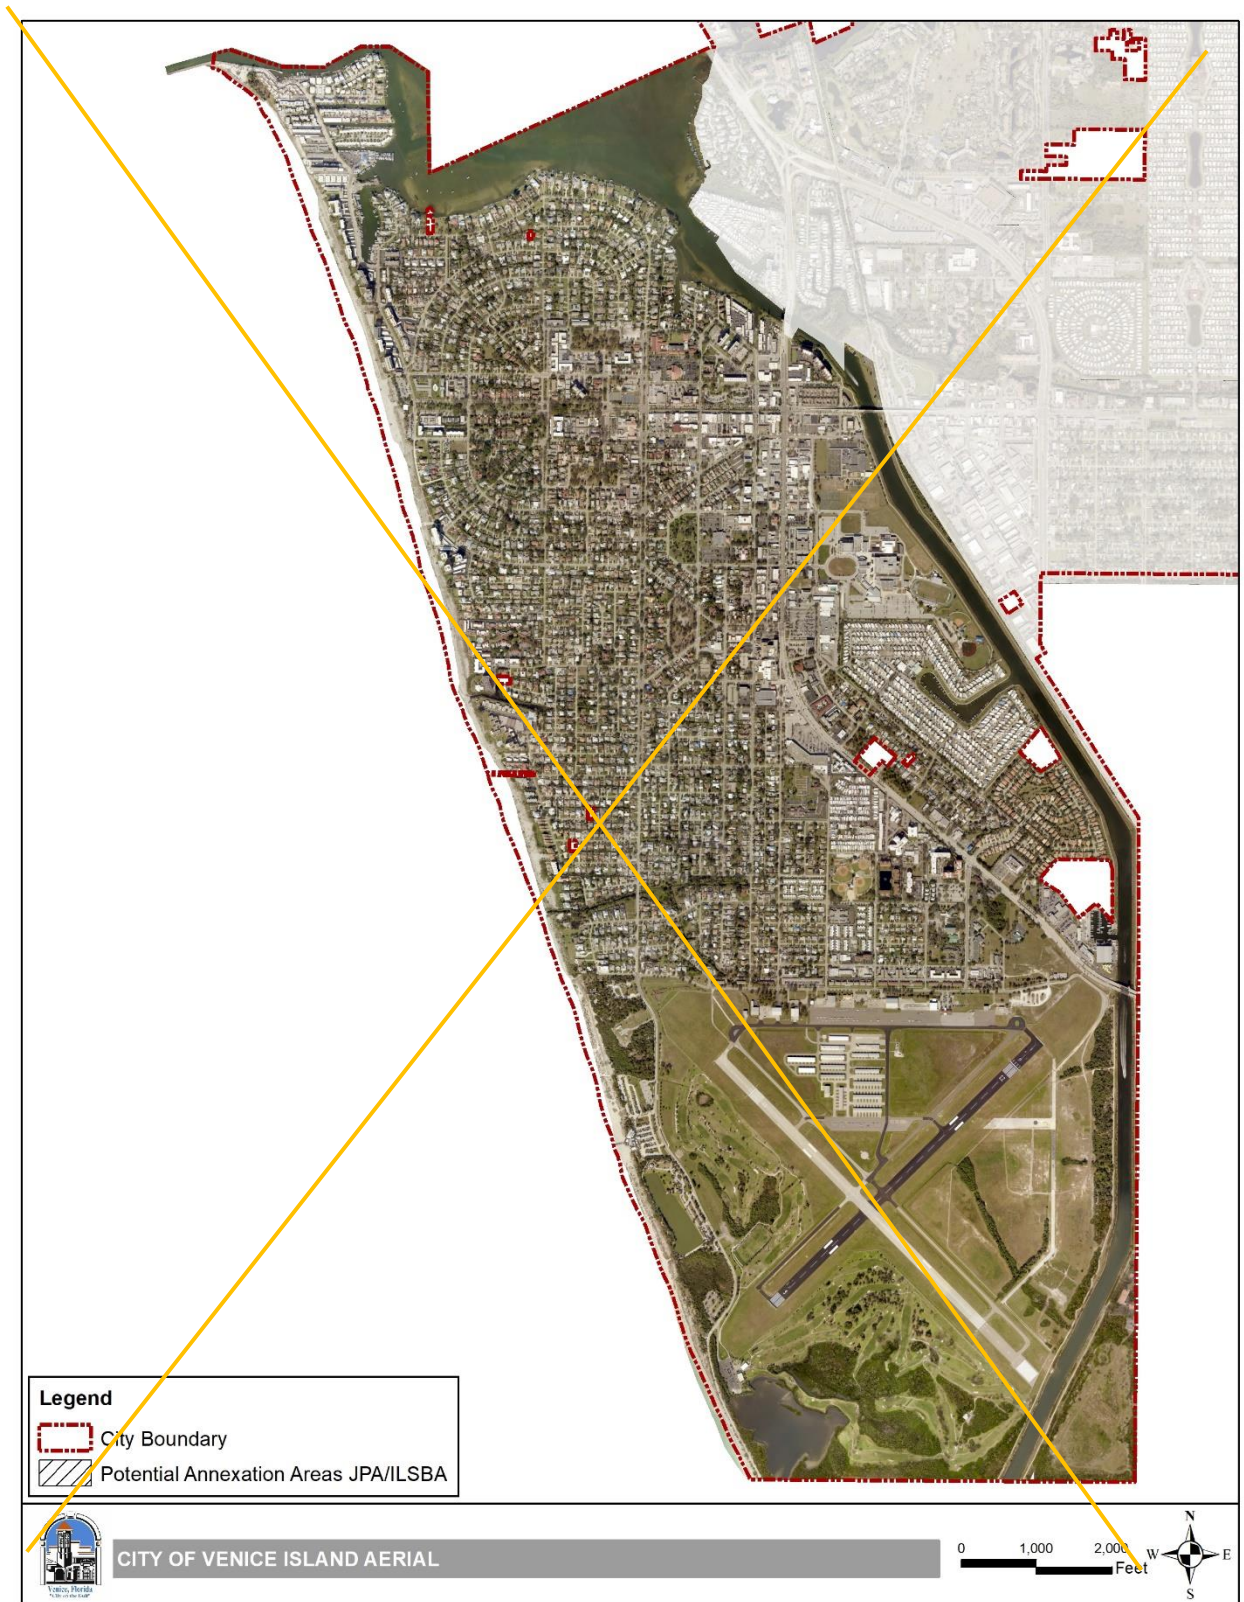 Legend
City Boundary
Potential Annexation Areas JPA/ILSBA
CITY OF VENICE ISLAND AERIAL
Venice, Florida
0 1,000 2,000
Feet
N
W E
S